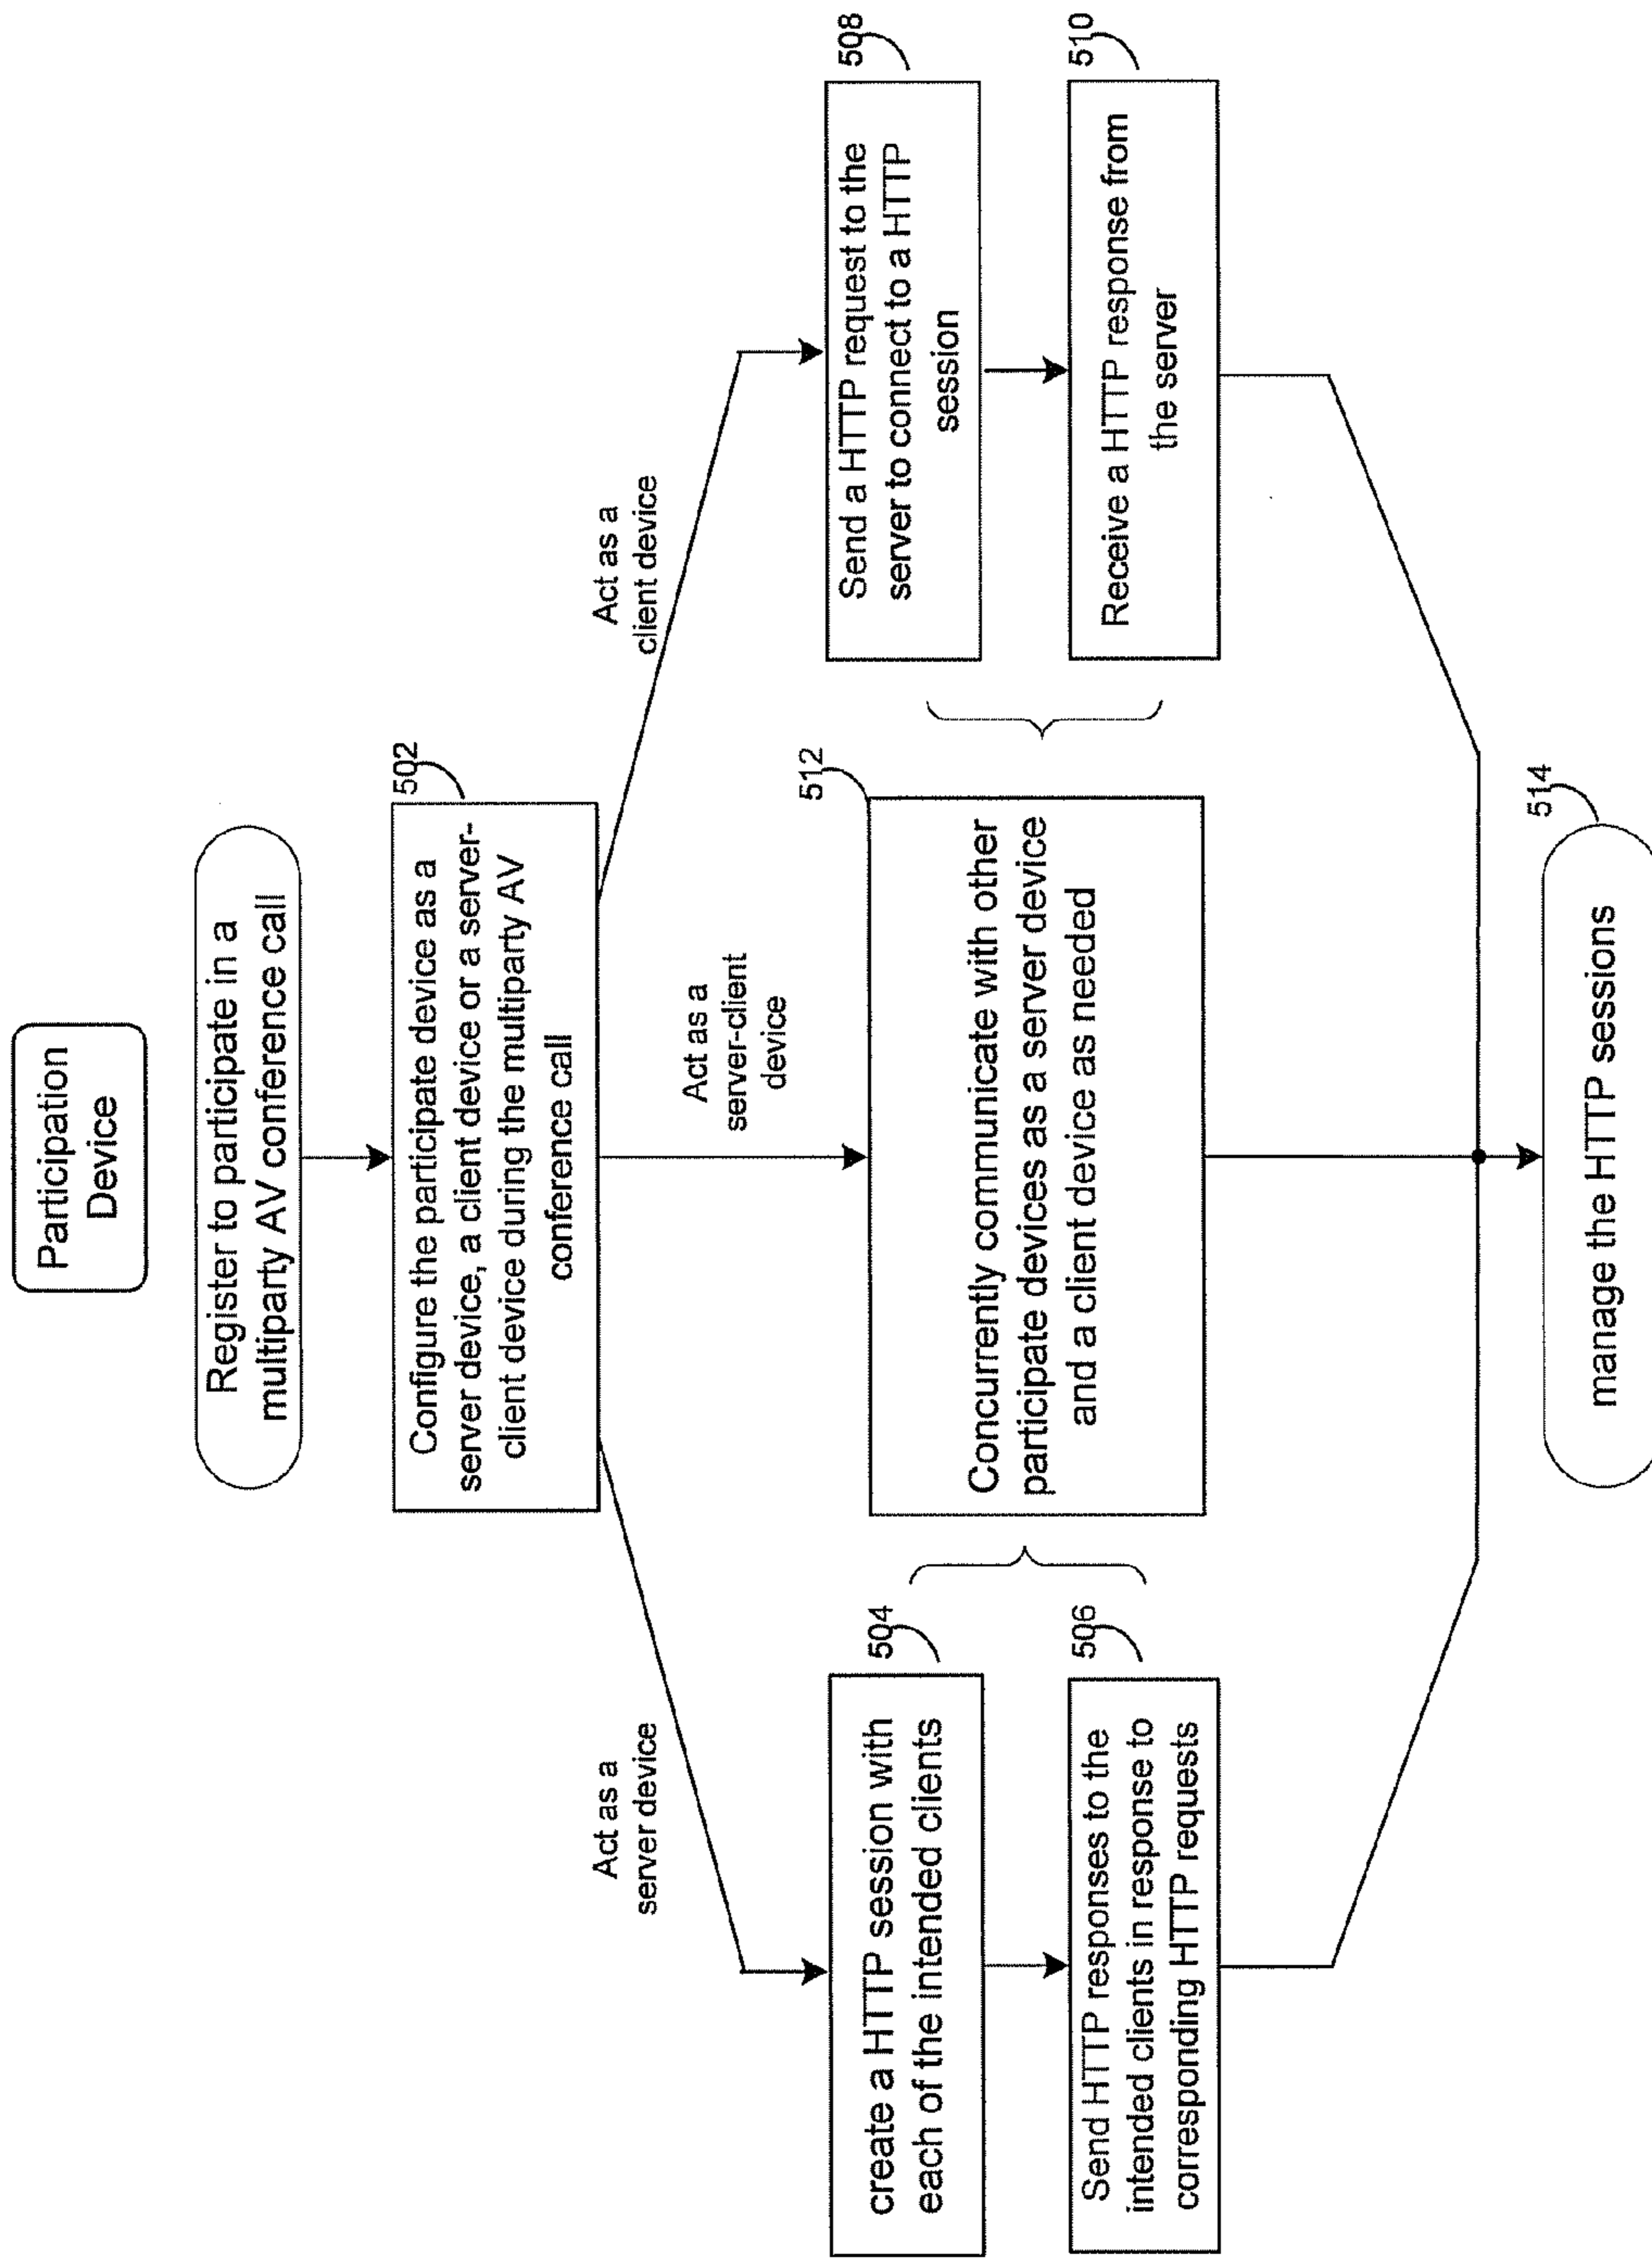 Participation
Device
Register to participate in a
multiparty AV conference call
502
Configure the participate device as a
server device, a client device or a server-
client device during the multiparty AV
conference call
Act as a
server device
Act as a
server-client
device
Act as a
client device
504
create a HTTP session with
each of the intended clients
506
Send HTTP responses to the
intended clients in response to
corresponding HTTP requests
512
Concurrently communicate with other
participate devices as a server device
and a client device as needed
508
Send a HTTP request to the
server to connect to a HTTP
session
510
Receive a HTTP response from
the server
514
manage the HTTP sessions